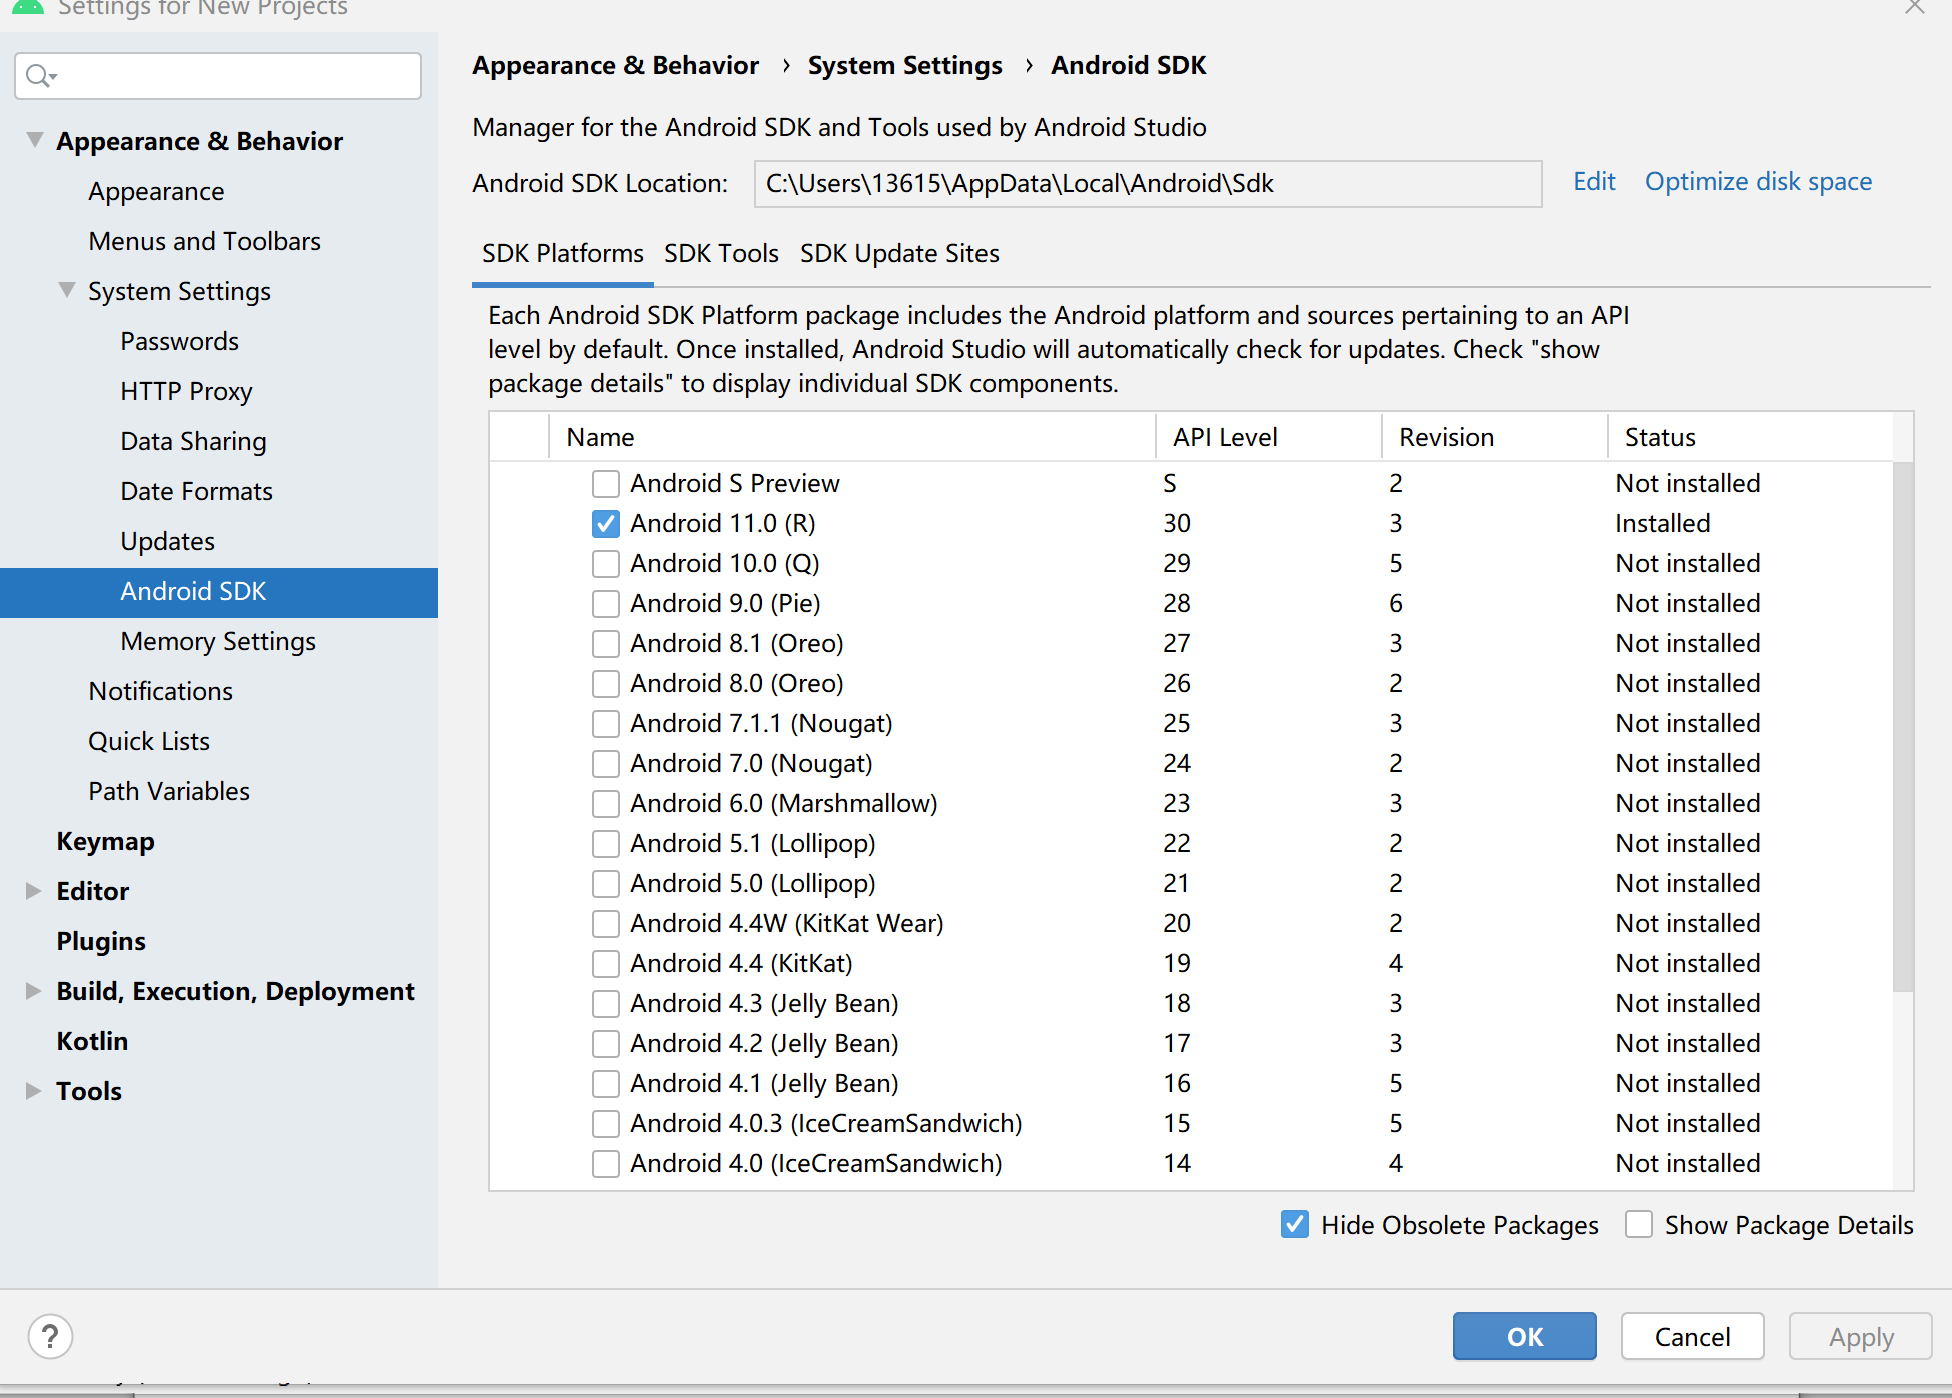 Settings for New Projects
Appearance & Behavior
Appearance
Menus and Toolbars
System Settings
Passwords
HTTP Proxy
Data Sharing
Date Formats
Updates
Android SDK
Memory Settings
Notifications
Quick Lists
Path Variables
Keymap
Editor
Plugins
Build, Execution, Deployment
Kotlin
Tools
Appearance & Behavior › System Settings › Android SDK
Manager for the Android SDK and Tools used by Android Studio
Android SDK Location: C:\Users\13615\AppData\Local\Android\Sdk Edit Optimize disk space
SDK Platforms SDK Tools SDK Update Sites
Each Android SDK Platform package includes the Android platform and sources pertaining to an API
level by default. Once installed, Android Studio will automatically check for updates. Check "show
package details" to display individual SDK components.
Name API Level Revision Status
Android S Preview S 2 Not installed
Android 11.0 (R) 30 3 Installed
Android 10.0 (Q) 29 5 Not installed
Android 9.0 (Pie) 28 6 Not installed
Android 8.1 (Oreo) 27 3 Not installed
Android 8.0 (Oreo) 26 2 Not installed
Android 7.1.1 (Nougat) 25 3 Not installed
Android 7.0 (Nougat) 24 2 Not installed
Android 6.0 (Marshmallow) 23 3 Not installed
Android 5.1 (Lollipop) 22 2 Not installed
Android 5.0 (Lollipop) 21 2 Not installed
Android 4.4W (KitKat Wear) 20 2 Not installed
Android 4.4 (KitKat) 19 4 Not installed
Android 4.3 (Jelly Bean) 18 3 Not installed
Android 4.2 (Jelly Bean) 17 3 Not installed
Android 4.1 (Jelly Bean) 16 5 Not installed
Android 4.0.3 (IceCreamSandwich) 15 5 Not installed
Android 4.0 (IceCreamSandwich) 14 4 Not installed
Hide Obsolete Packages Show Package Details
? OK Cancel Apply